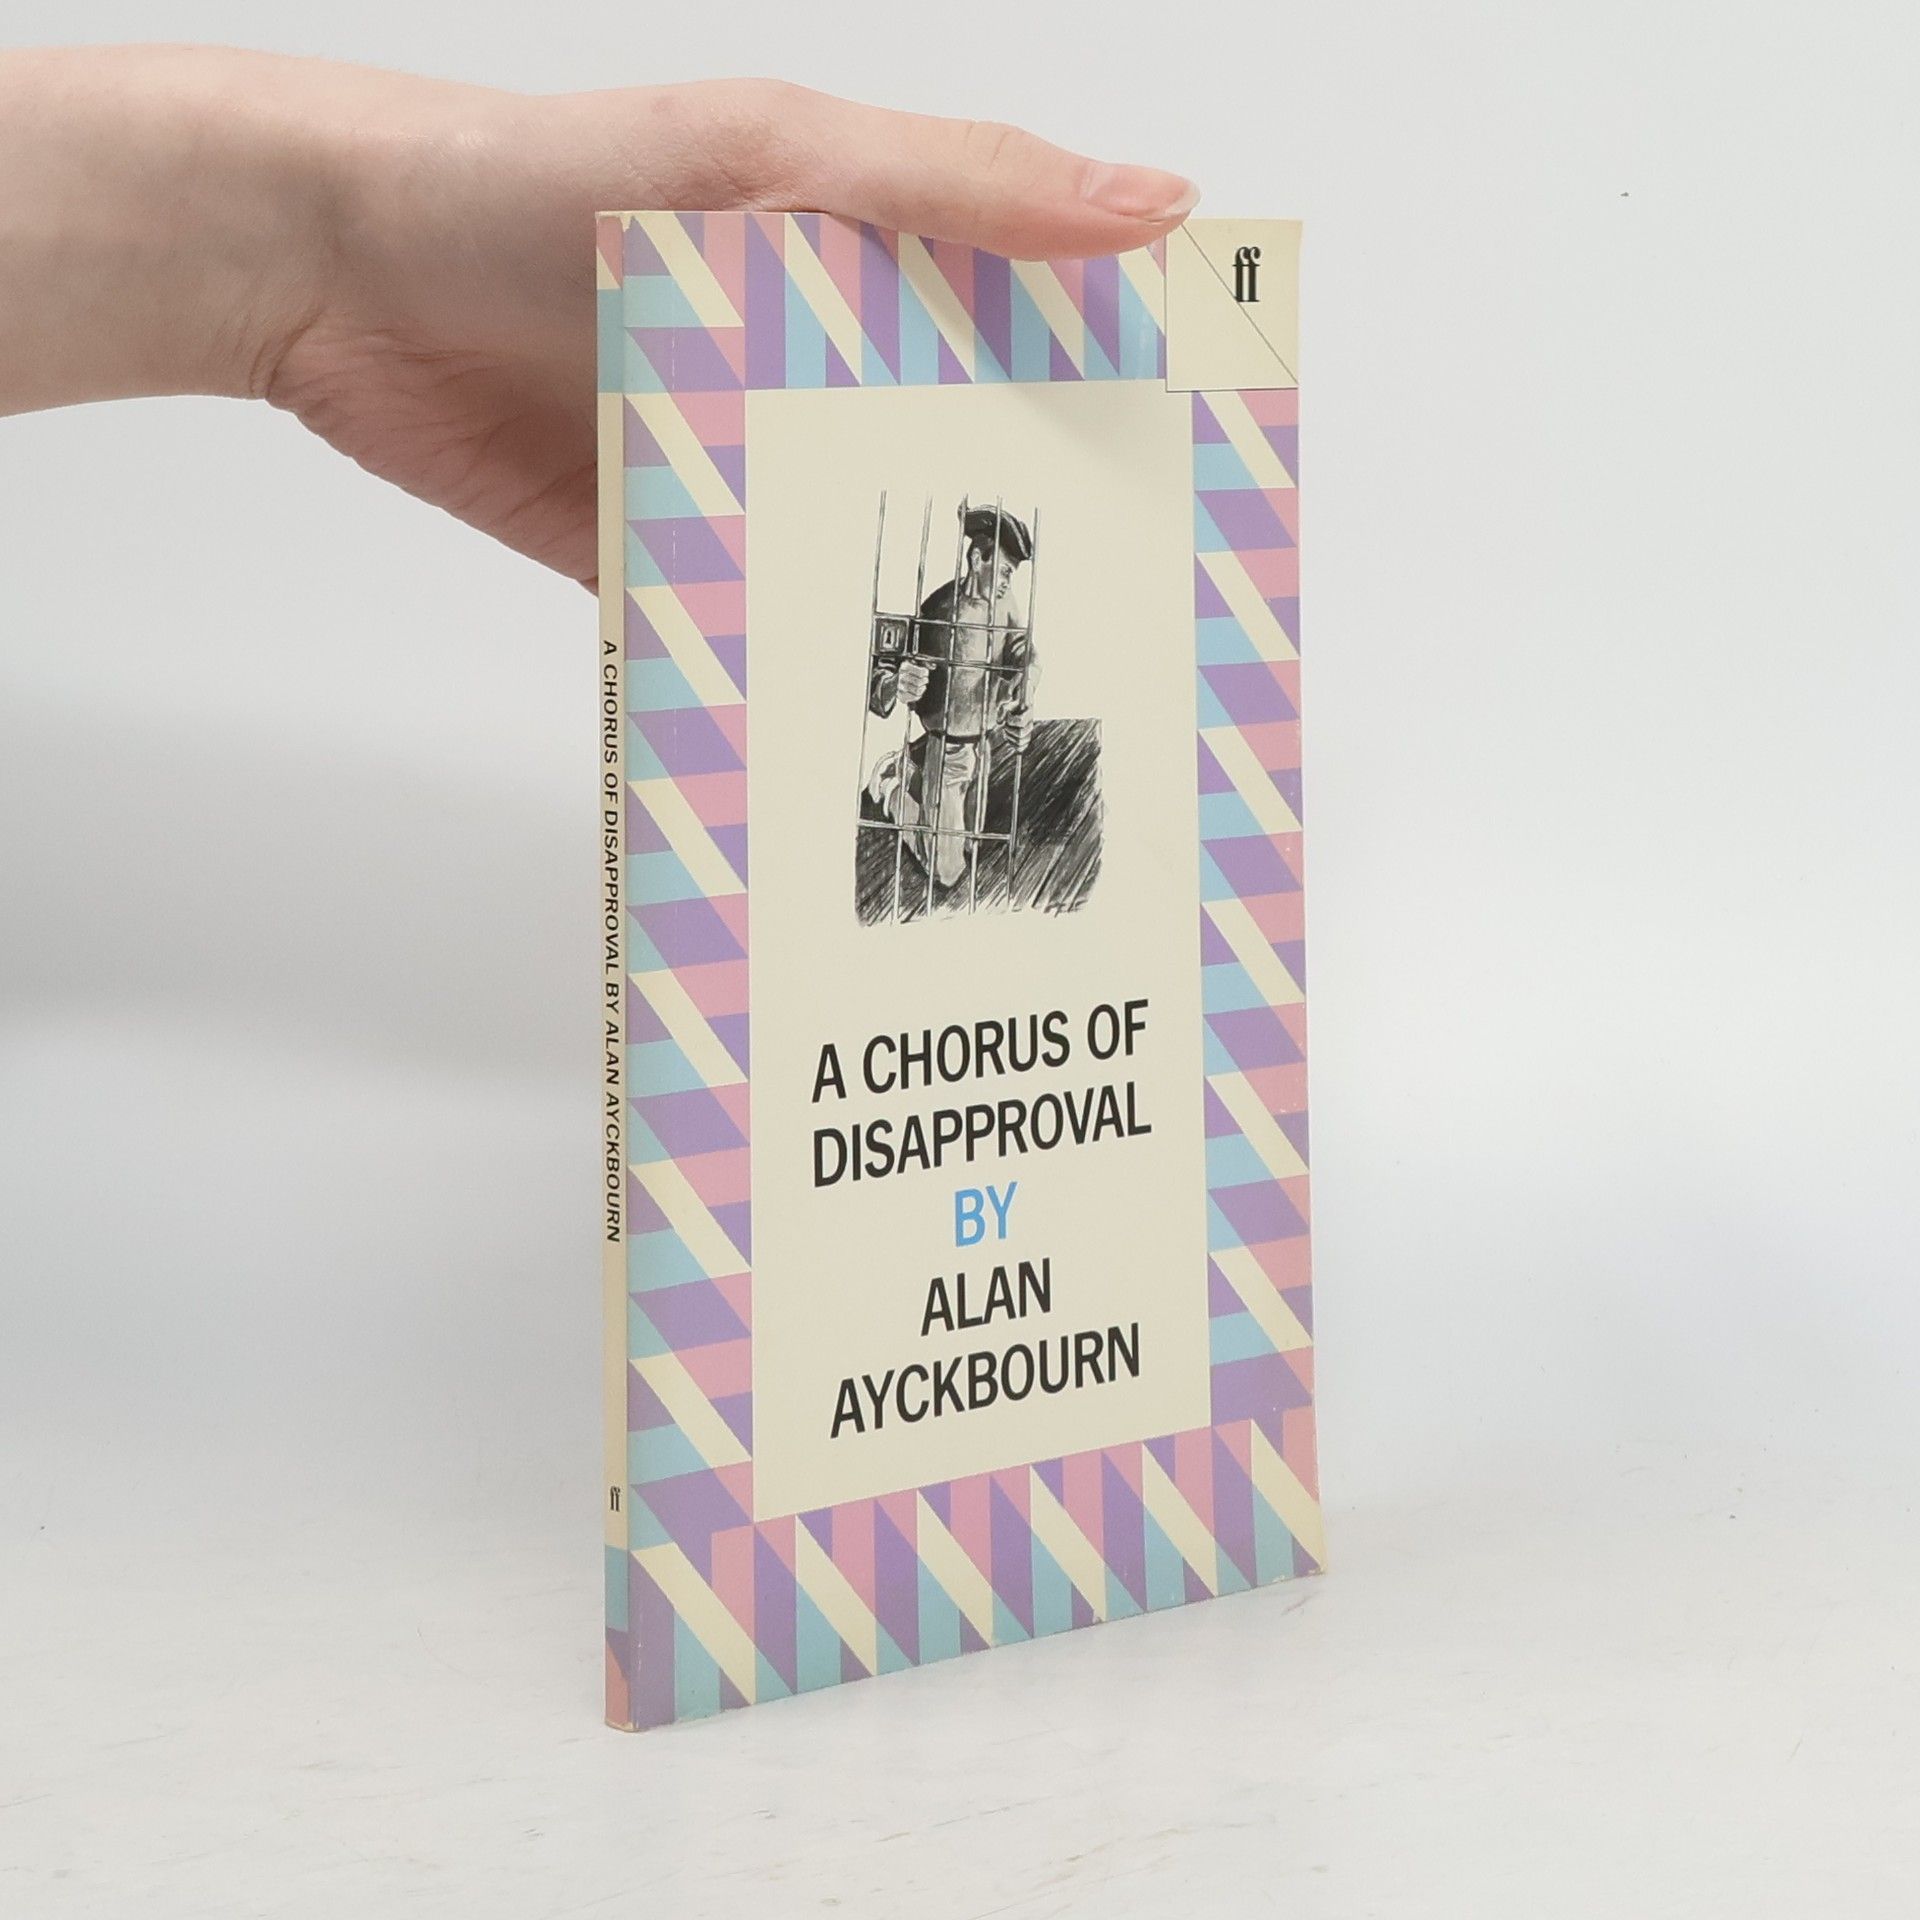 ff
A CHORUS OF
DISAPPROVAL
BY
ALAN
AYCKBOURN
A CHORUS OF DISAPPROVAL BY ALAN AYCKBOURN
ff